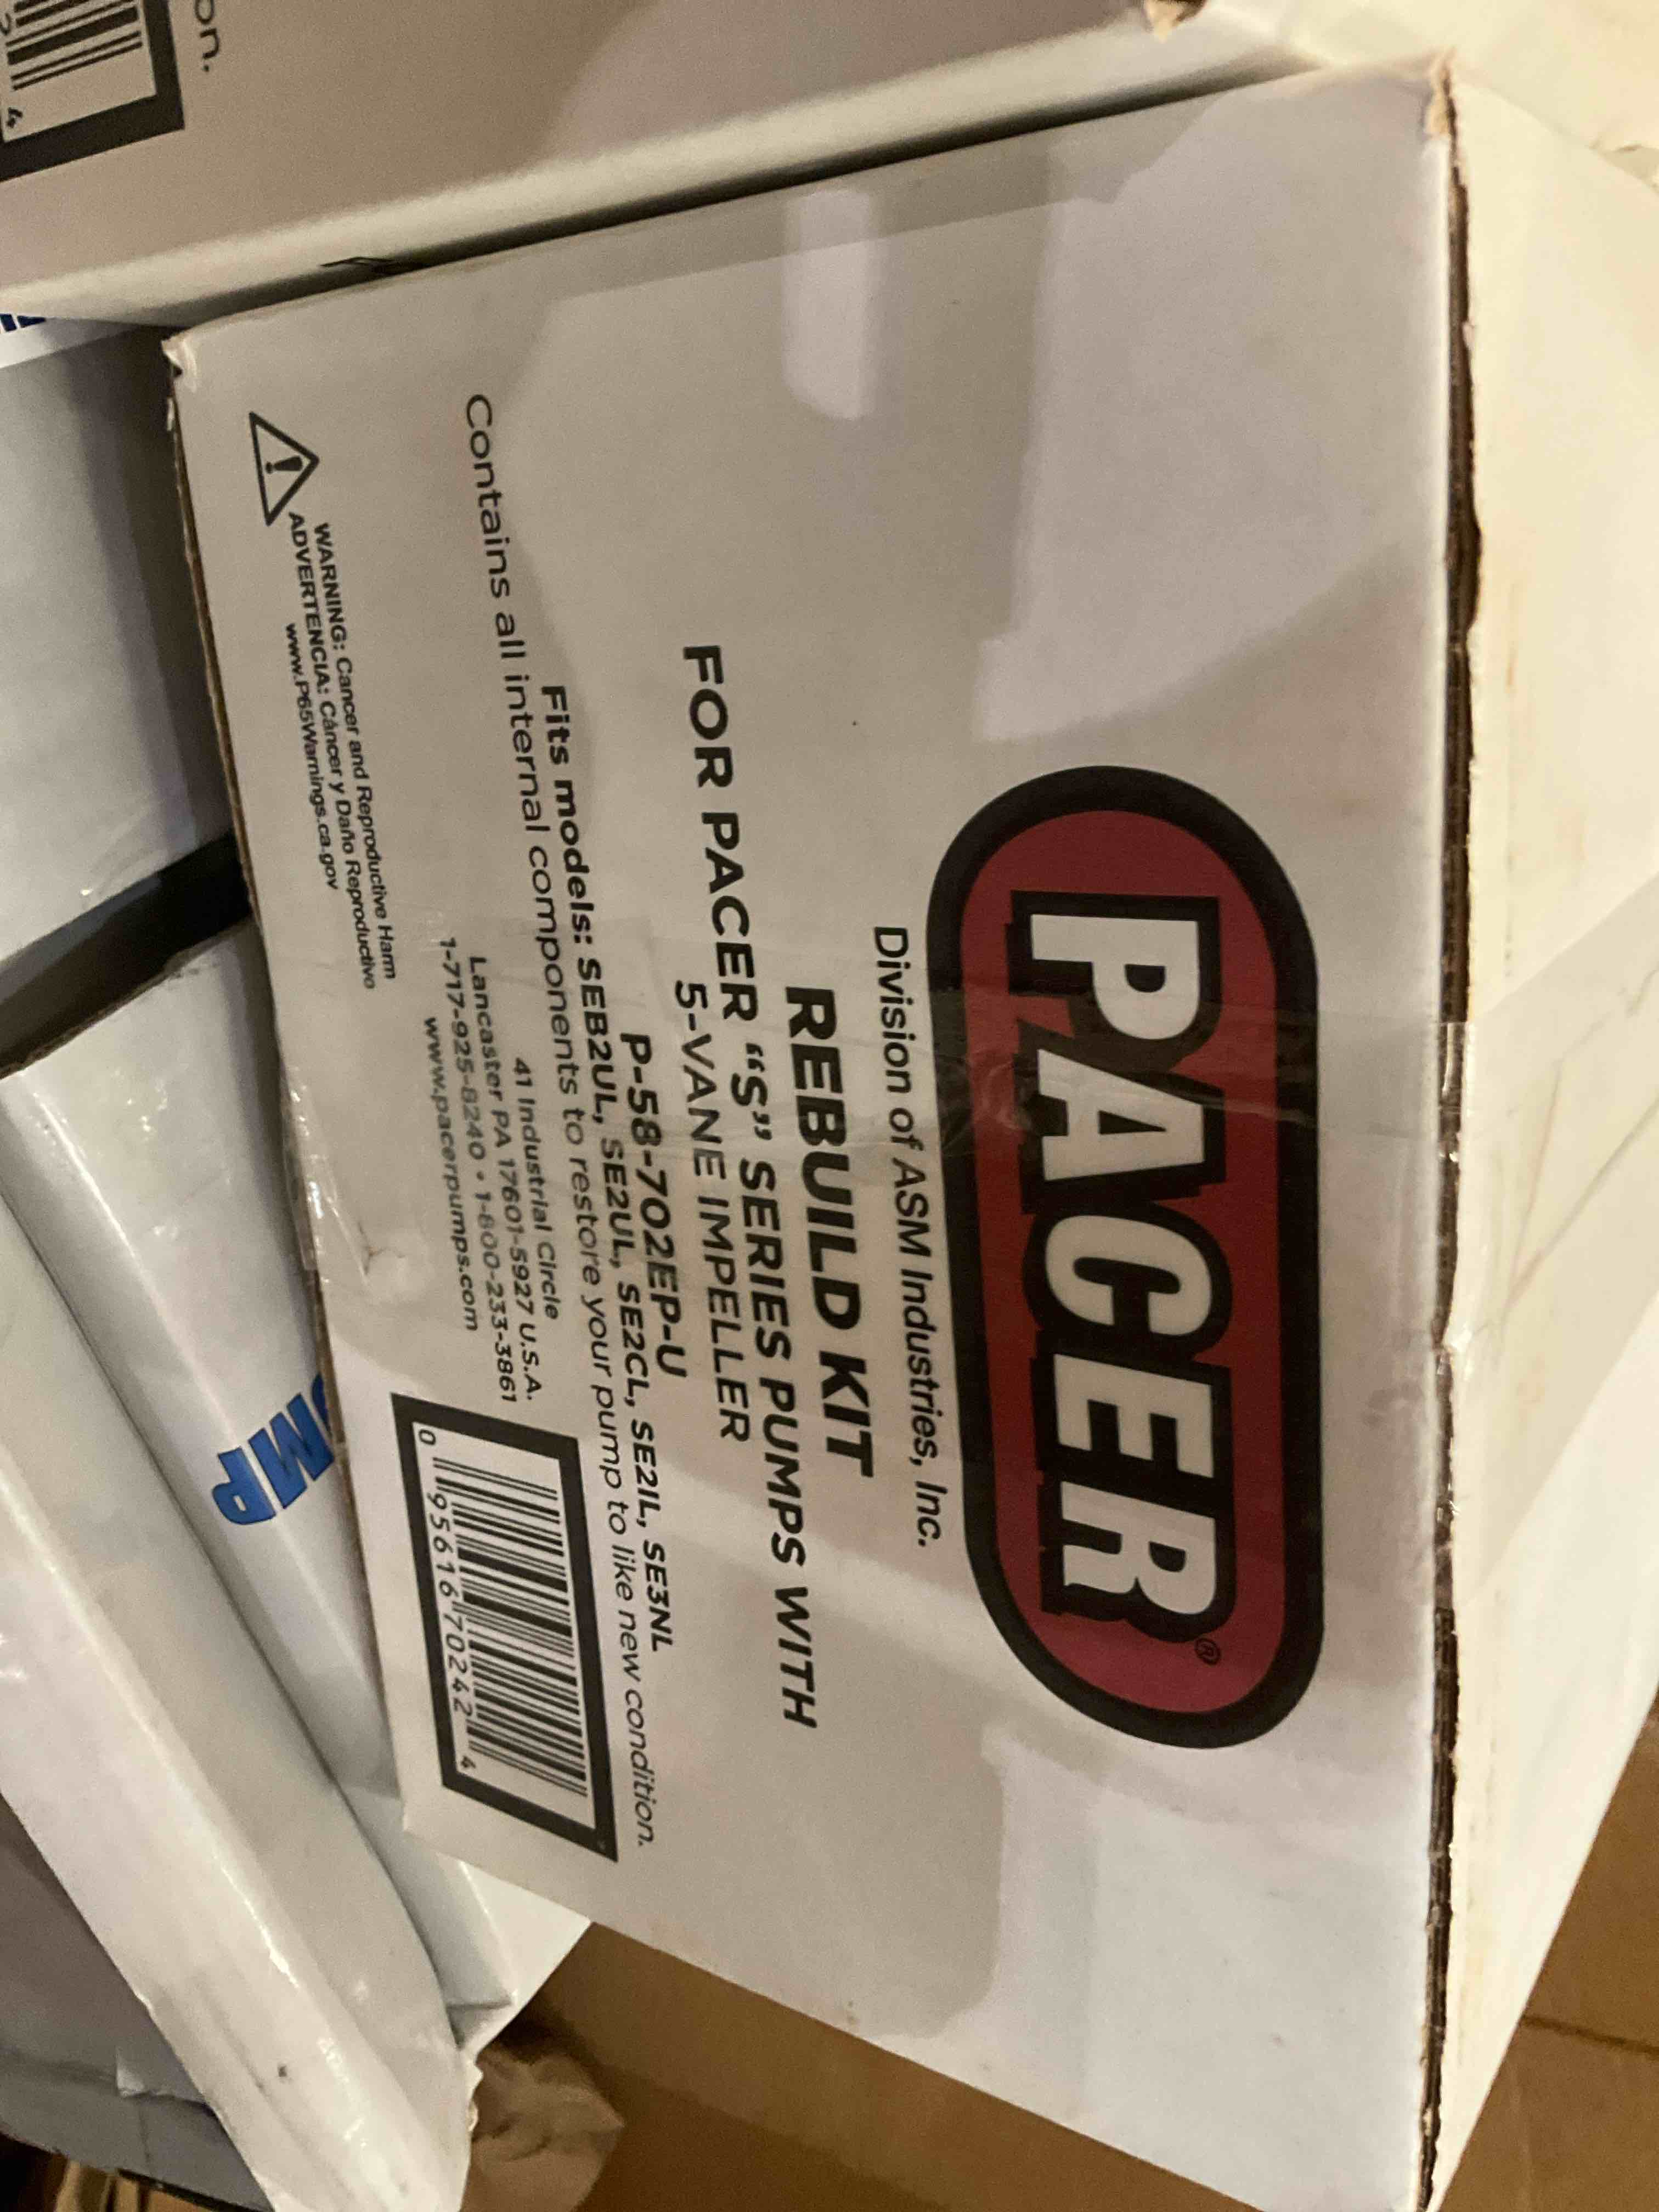 PACER®
Division of ASM Industries, Inc.
REBUILD KIT
FOR PACER “S” SERIES PUMPS WITH
5-VANE IMPELLER
P-58-702EP-U
Fits models: SEB2UL, SE2UL, SE2CL, SE2IL, SE3NL
Contains all internal components to restore your pump to like new condition.
41 Industrial Circle
Lancaster PA 17601-5927 U.S.A.
1-717-925-8240 • 1-800-233-3861
www.pacerpumps.com
WARNING: Cancer and Reproductive Harm
ADVERTENCIA: Cáncer y Daño Reproductivo
www.P65Warnings.ca.gov
0 95616 70242 4
on.
4
MP